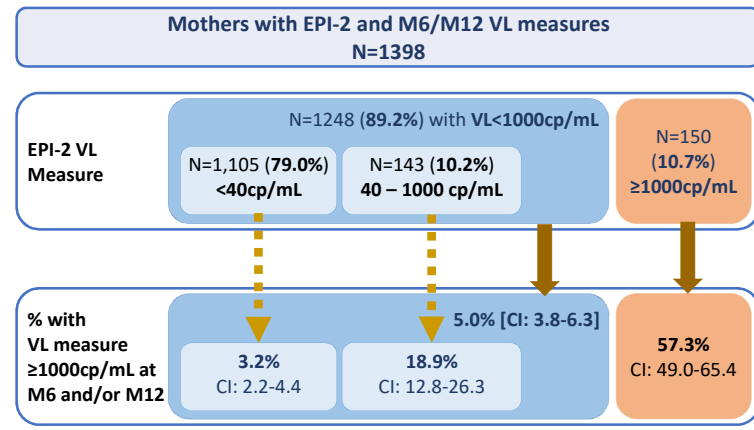 Mothers with EPI-2 and M6/M12 VL measures
N=1398
EPI-2 VL
Measure
N=1248 (89.2%) with VL<1000cp/mL
N=1,105 (79.0%)
<40cp/mL
N=143 (10.2%)
40 – 1000 cp/mL
N=150
(10.7%)
≥1000cp/mL
% with
VL measure
≥1000cp/mL at
M6 and/or M12
5.0% [CI: 3.8-6.3]
3.2%
CI: 2.2-4.4
18.9%
CI: 12.8-26.3
57.3%
CI: 49.0-65.4